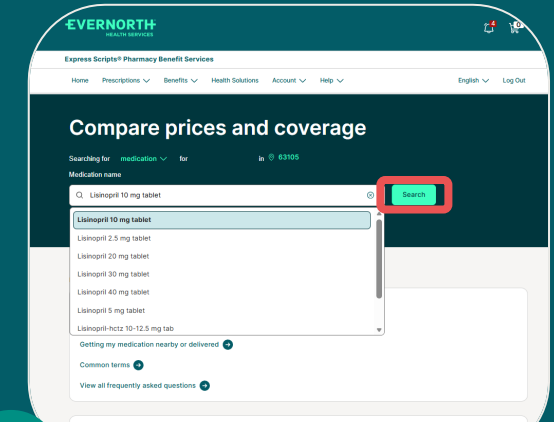 EVERNORTH
HEALTH SERVICES
4
0
Express Scripts® Pharmacy Benefit Services
Home Prescriptions Benefits Health Solutions Account Help English Log Out
Compare prices and coverage
Searching for medication for in 63105
Medication name
Lisinopril 10 mg tablet
Search
Lisinopril 10 mg tablet
Lisinopril 2.5 mg tablet
Lisinopril 20 mg tablet
Lisinopril 30 mg tablet
Lisinopril 40 mg tablet
Lisinopril 5 mg tablet
Lisinopril-hctz 10-12.5 mg tab
Getting my medication nearby or delivered
Common terms
View all frequently asked questions